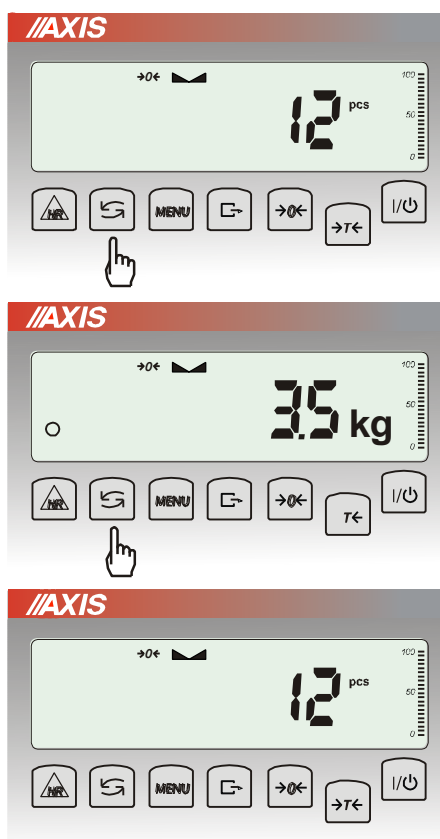 //AXIS
→0←
12 pcs
100
50
0
HR
MENU
→0←
→T←
I/⏻
//AXIS
→0←
3.5 kg
100
50
0
HR
MENU
→0←
T←
I/⏻
//AXIS
→0←
12 pcs
100
50
0
HR
MENU
→0←
→T←
I/⏻